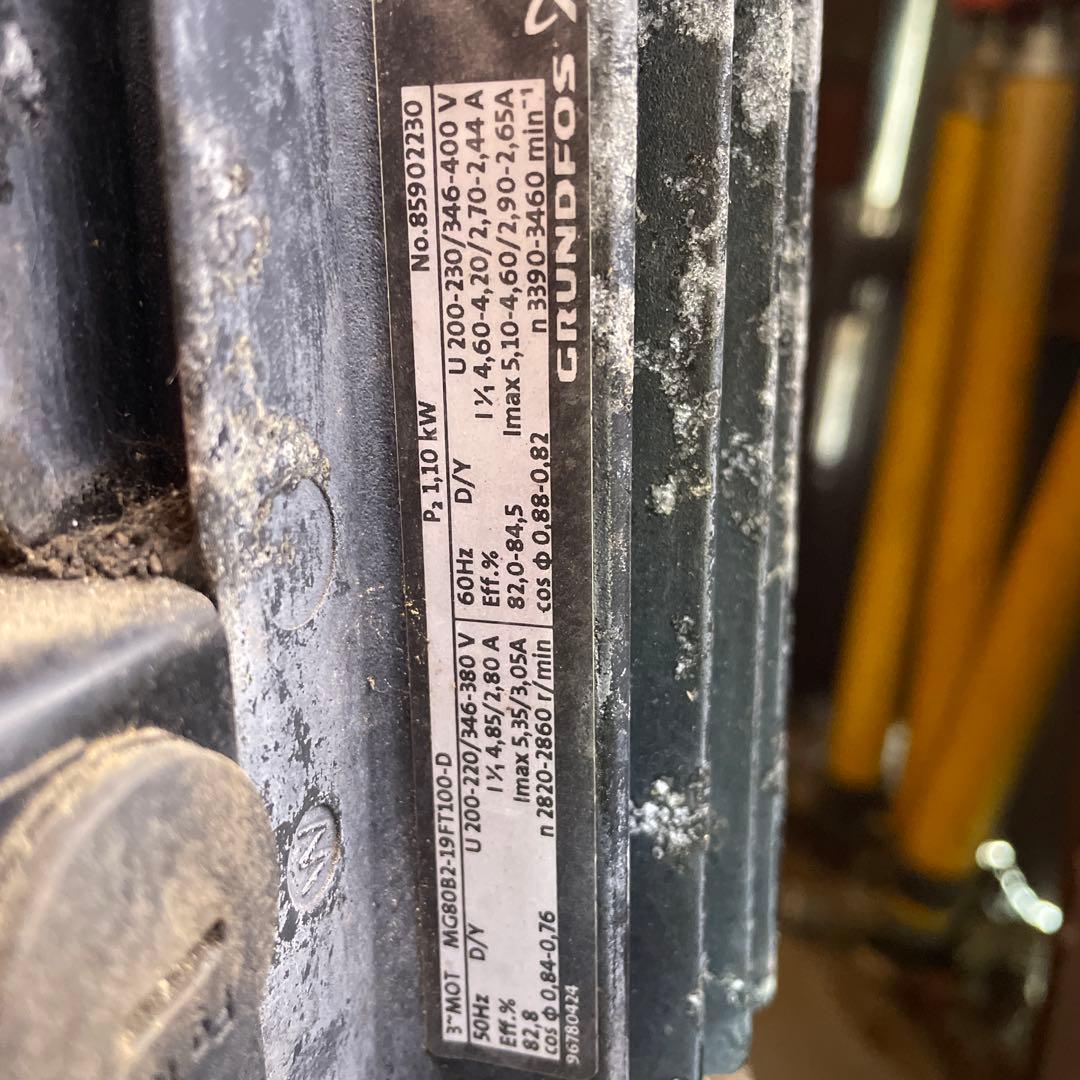 3~MOT MG80B2-19FT100-D P₂ 1,10 kW No.85902230
50Hz D/Y U 200-220/346-380 V
Eff.% I 1/1 4,85/2,80 A
82,8 Imax 5,35/3,05A
cos φ 0,84-0,76 n 2820-2860 r/min
60Hz D/Y U 200-230/346-400 V
Eff.% I 1/1 4,60-4,20/2,70-2,44 A
82,0-84,5 Imax 5,10-4,60/2,90-2,65A
cos φ 0,88-0,82 n 3390-3460 min⁻¹
96780424 GRUNDFOS